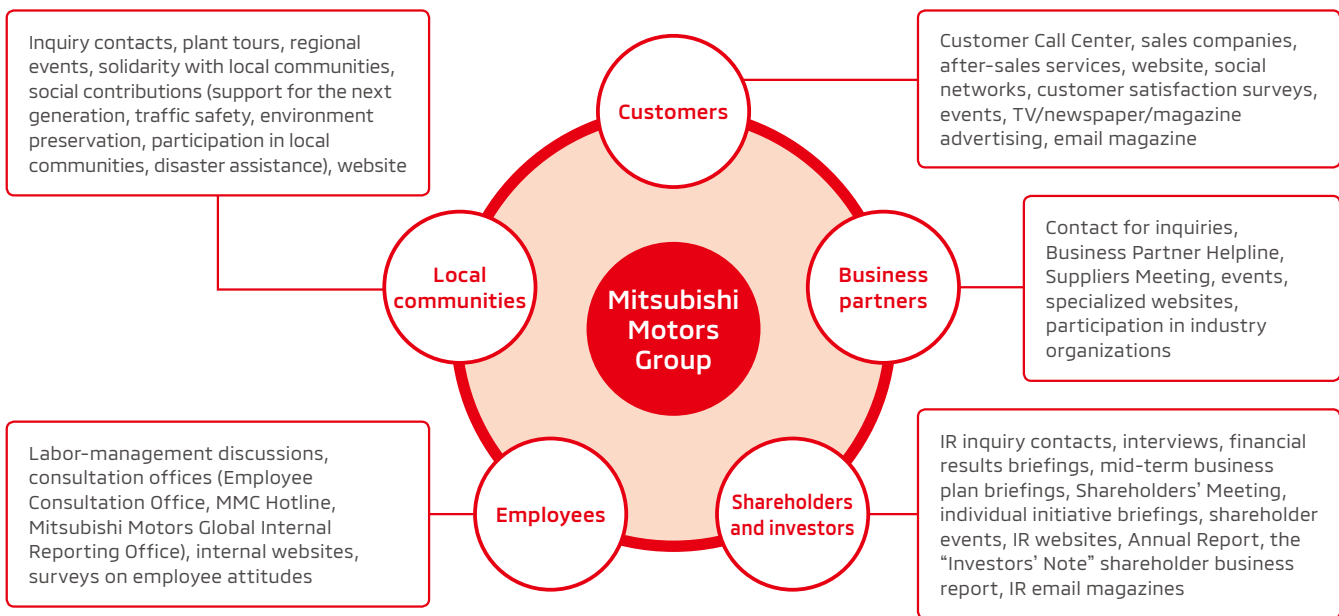 Inquiry contacts, plant tours, regional
events, solidarity with local communities,
social contributions (support for the next
generation, traffic safety, environment
preservation, participation in local
communities, disaster assistance), website
Customers
Customer Call Center, sales companies,
after-sales services, website, social
networks, customer satisfaction surveys,
events, TV/newspaper/magazine
advertising, email magazine
Local
communities
Mitsubishi
Motors
Group
Business
partners
Contact for inquiries,
Business Partner Helpline,
Suppliers Meeting, events,
specialized websites,
participation in industry
organizations
Labor-management discussions,
consultation offices (Employee
Consultation Office, MMC Hotline,
Mitsubishi Motors Global Internal
Reporting Office), internal websites,
surveys on employee attitudes
Employees
Shareholders
and investors
IR inquiry contacts, interviews, financial
results briefings, mid-term business
plan briefings, Shareholders’ Meeting,
individual initiative briefings, shareholder
events, IR websites, Annual Report, the
“Investors’ Note” shareholder business
report, IR email magazines